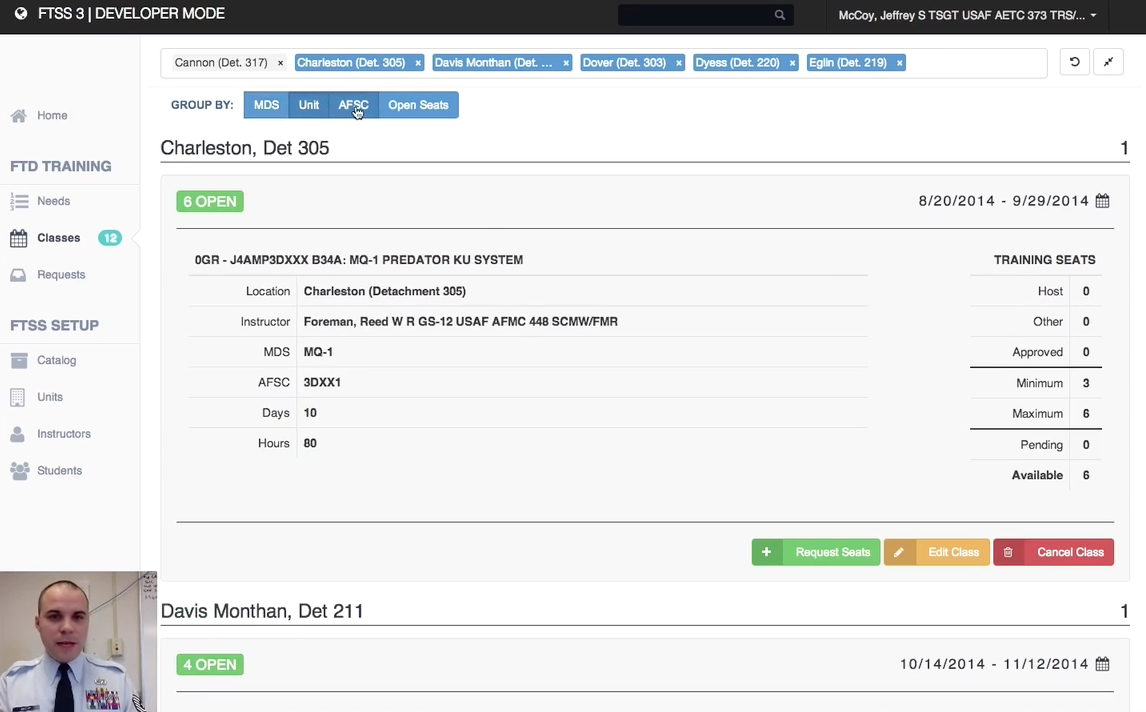 FTSS 3 | DEVELOPER MODE
McCoy, Jeffrey S TSGT USAF AETC 373 TRS/...
Cannon (Det. 317) × Charleston (Det. 305) × Davis Monthan (Det. ... × Dover (Det. 303) × Dyess (Det. 220) × Eglin (Det. 219) ×
GROUP BY: MDS Unit AFSC Open Seats
Home
FTD TRAINING
Needs
Classes 12
Requests
FTSS SETUP
Catalog
Units
Instructors
Students
Charleston, Det 305 1
6 OPEN 8/20/2014 - 9/29/2014
0GR - J4AMP3DXXX B34A: MQ-1 PREDATOR KU SYSTEM
Location Charleston (Detachment 305)
Instructor Foreman, Reed W R GS-12 USAF AFMC 448 SCMW/FMR
MDS MQ-1
AFSC 3DXX1
Days 10
Hours 80
TRAINING SEATS
Host 0
Other 0
Approved 0
Minimum 3
Maximum 6
Pending 0
Available 6
Request Seats Edit Class Cancel Class
Davis Monthan, Det 211 1
4 OPEN 10/14/2014 - 11/12/2014